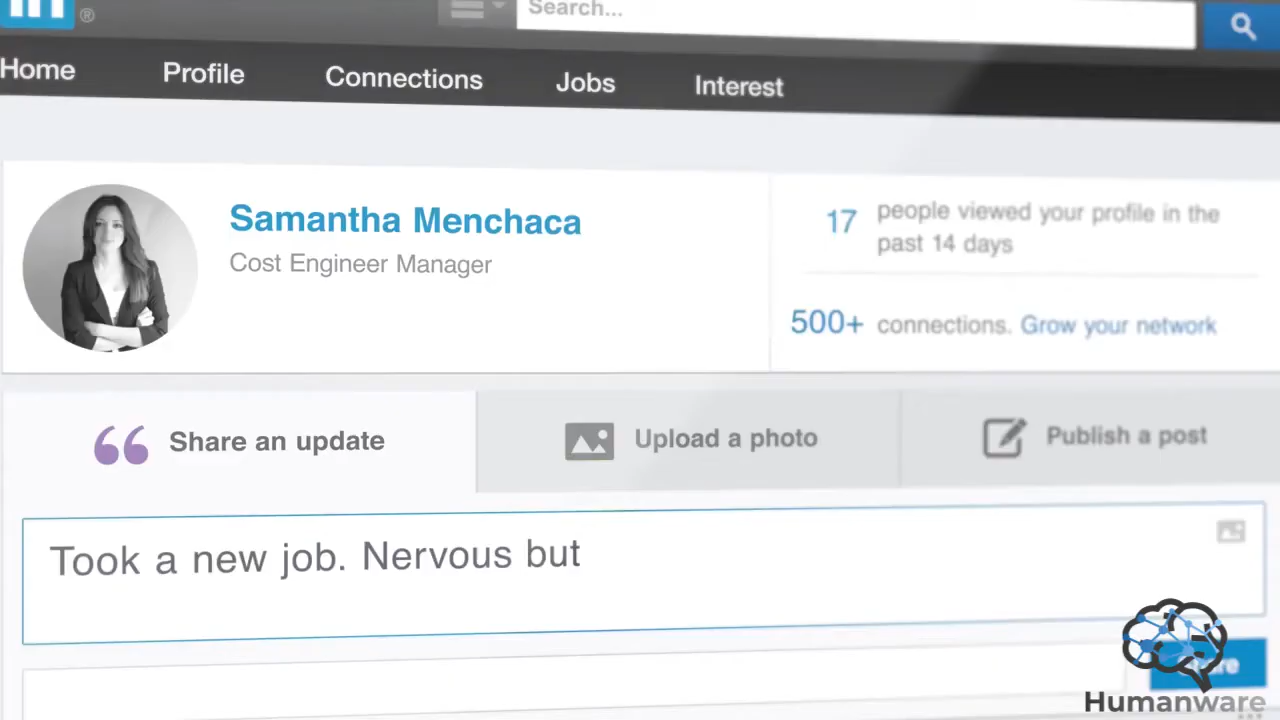 in ®
Search...
Home Profile Connections Jobs Interest
Samantha Menchaca
Cost Engineer Manager
17 people viewed your profile in the
past 14 days
500+ connections. Grow your network
Share an update
Upload a photo
Publish a post
Took a new job. Nervous but
Humanware